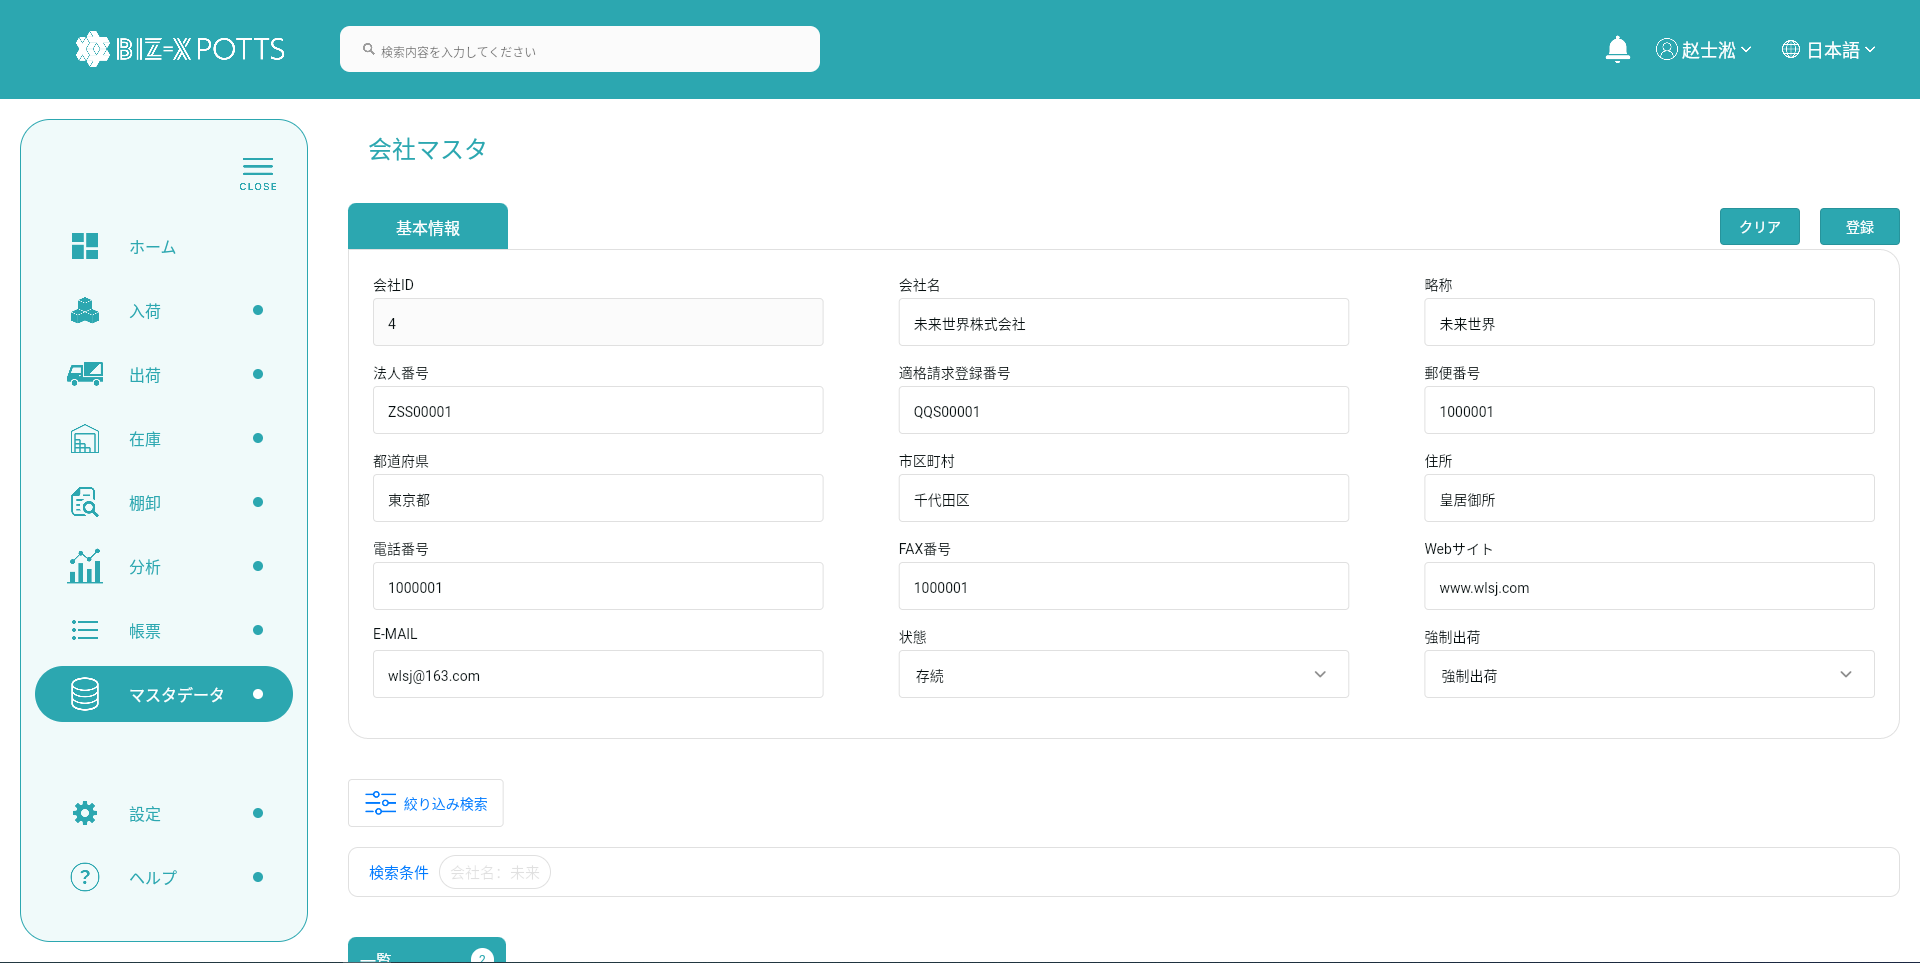 BIZ=X POTTS
検索内容を入力してください
赵士淞
日本語
CLOSE
ホーム
入荷
出荷
在庫
棚卸
分析
帳票
マスタデータ
設定
ヘルプ
会社マスタ
基本情報
クリア
登録
会社ID
会社名
略称
4
未来世界株式会社
未来世界
法人番号
適格請求登録番号
郵便番号
ZSS00001
QQS00001
1000001
都道府県
市区町村
住所
東京都
千代田区
皇居御所
電話番号
FAX番号
Webサイト
1000001
1000001
www.wlsj.com
E-MAIL
状態
強制出荷
wlsj@163.com
存続
強制出荷
絞り込み検索
検索条件
会社名：未来
一覧
2